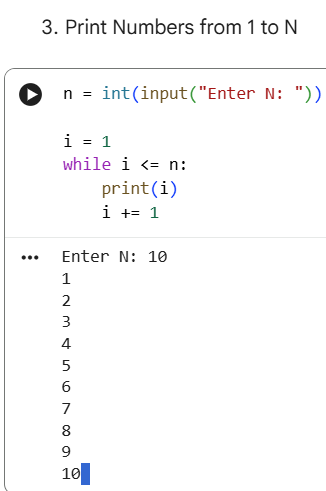 3. Print Numbers from 1 to N
n = int(input("Enter N: "))
i = 1
while i <= n:
    print(i)
    i += 1
Enter N: 10
1
2
3
4
5
6
7
8
9
10